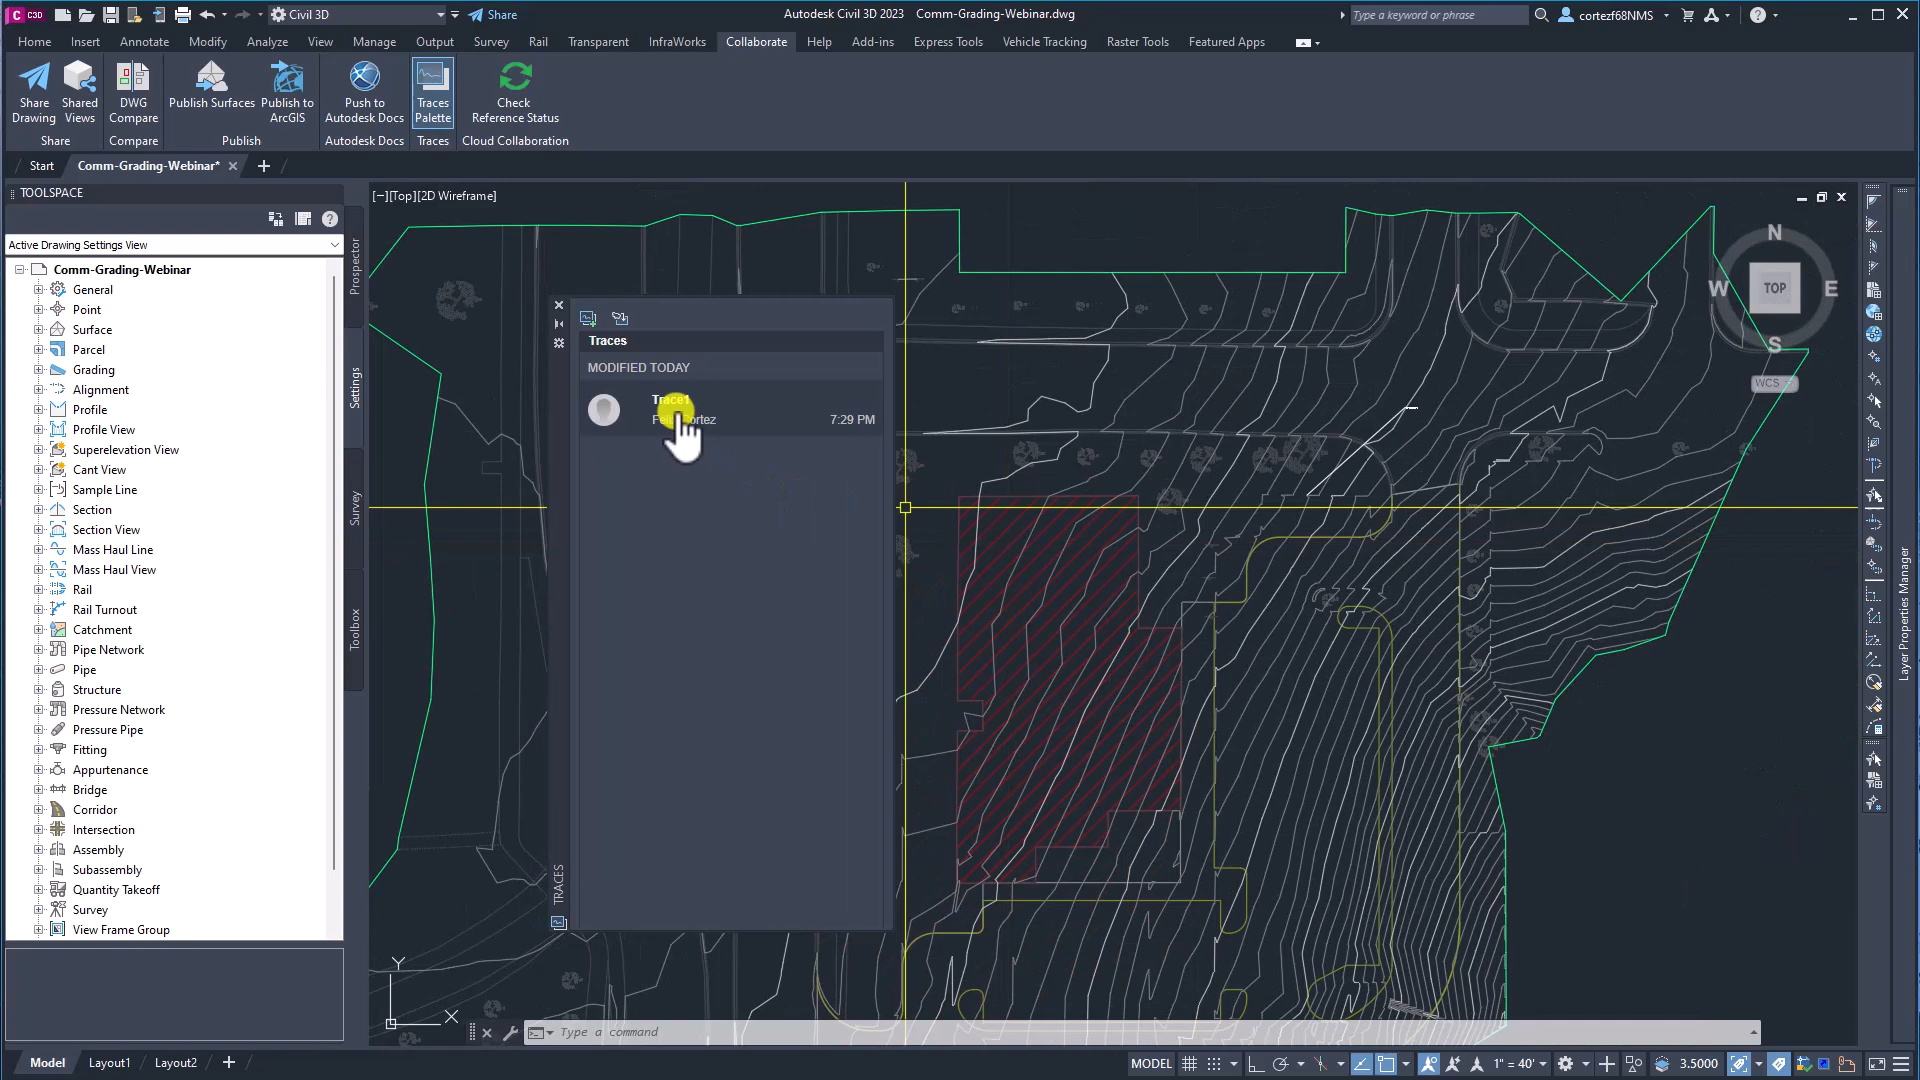 C3D
Civil 3D
Share
Autodesk Civil 3D 2023 Comm-Grading-Webinar.dwg
Type a keyword or phrase
cortezf68NMS
Home Insert Annotate Modify Analyze View Manage Output Survey Rail Transparent InfraWorks Collaborate Help Add-ins Express Tools Vehicle Tracking Raster Tools Featured Apps
Share Drawing
Shared Views
DWG Compare
Publish Surfaces
Publish to ArcGIS
Push to Autodesk Docs
Traces Palette
Check Reference Status
Share Compare Publish Autodesk Docs Traces Cloud Collaboration
Start Comm-Grading-Webinar*
TOOLSPACE
Active Drawing Settings View
Comm-Grading-Webinar
General
Point
Surface
Parcel
Grading
Alignment
Profile
Profile View
Superelevation View
Cant View
Sample Line
Section
Section View
Mass Haul Line
Mass Haul View
Rail
Rail Turnout
Catchment
Pipe Network
Pipe
Structure
Pressure Network
Pressure Pipe
Fitting
Appurtenance
Bridge
Corridor
Intersection
Assembly
Subassembly
Quantity Takeoff
Survey
View Frame Group
Prospector
Settings
Survey
Toolbox
[−][Top][2D Wireframe]
Traces
MODIFIED TODAY
Trace1
Cortez 7:29 PM
TRACES
N
W TOP E
S
WCS
Layer Properties Manager
Y
X
Type a command
Model Layout1 Layout2
MODEL
1" = 40'
3.5000